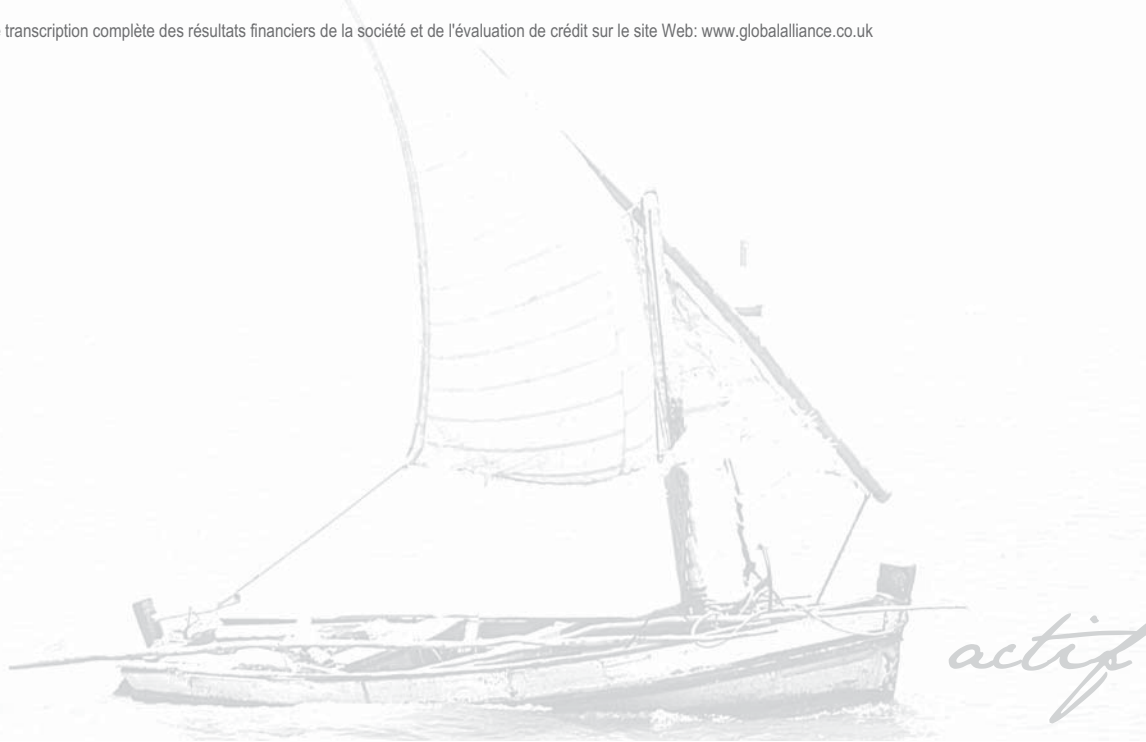 transcription complète des résultats financiers de la société et de l'évaluation de crédit sur le site Web: www.globalalliance.co.uk
actif